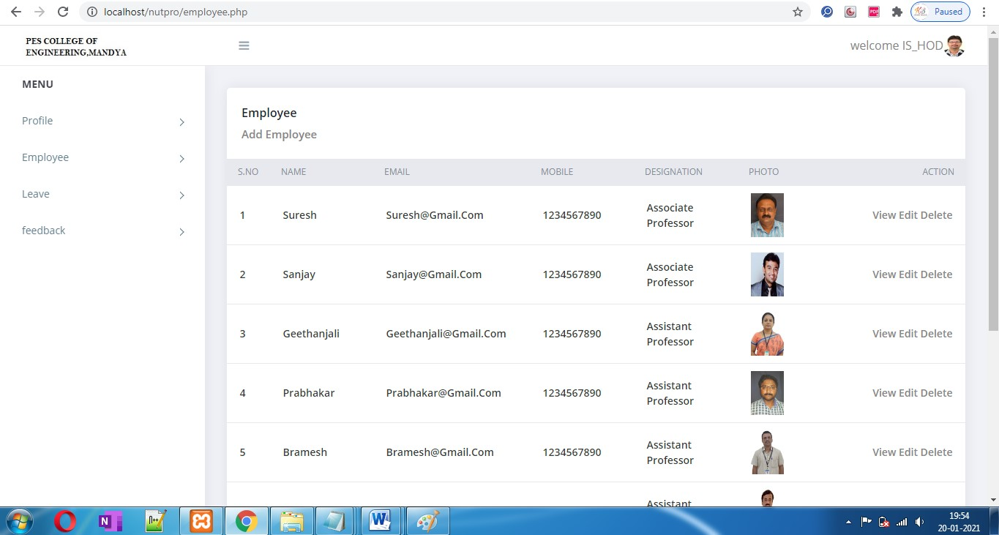 localhost/nutpro/employee.php
Paused
PES COLLEGE OF
ENGINEERING,MANDYA
welcome IS_HOD
MENU
Profile
Employee
Leave
feedback
Employee
Add Employee
S.NO NAME EMAIL MOBILE DESIGNATION PHOTO ACTION
1 Suresh Suresh@Gmail.Com 1234567890 Associate Professor View Edit Delete
2 Sanjay Sanjay@Gmail.Com 1234567890 Associate Professor View Edit Delete
3 Geethanjali Geethanjali@Gmail.Com 1234567890 Assistant Professor View Edit Delete
4 Prabhakar Prabhakar@Gmail.Com 1234567890 Assistant Professor View Edit Delete
5 Bramesh Bramesh@Gmail.Com 1234567890 Assistant Professor View Edit Delete
Assistant
19:54
20-01-2021